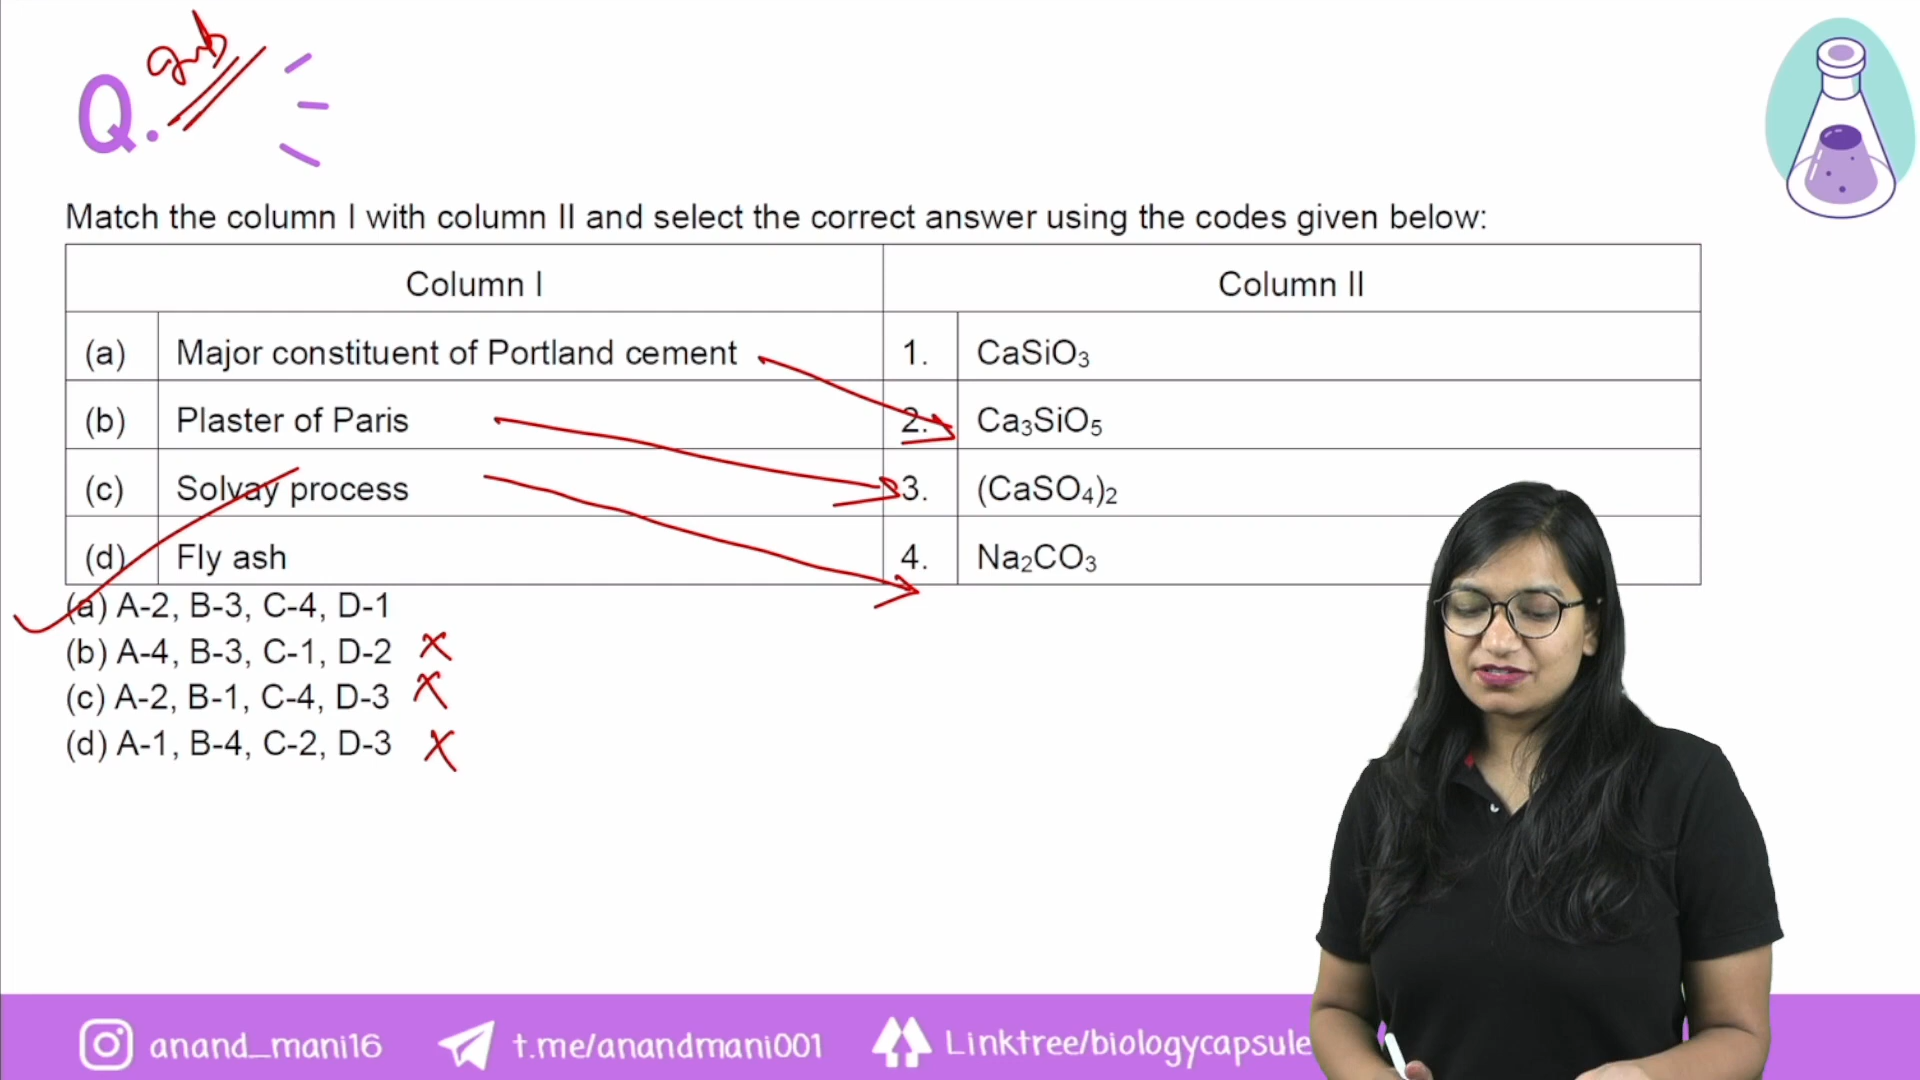 Q.
Match the column I with column II and select the correct answer using the codes given below:
Column I Column II
(a) Major constituent of Portland cement 1. CaSiO₃
(b) Plaster of Paris 2. Ca₃SiO₅
(c) Solvay process 3. (CaSO₄)₂
(d) Fly ash 4. Na₂CO₃
(a) A-2, B-3, C-4, D-1
(b) A-4, B-3, C-1, D-2 x
(c) A-2, B-1, C-4, D-3 x
(d) A-1, B-4, C-2, D-3 x
anand_mani16 t.me/anandmani001 Linktree/biologycapsule